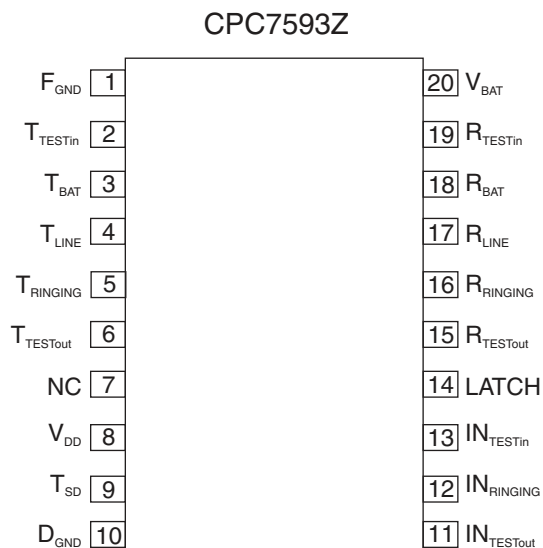 CPC7593Z
F_GND 1 20 V_BAT
T_TESTin 2 19 R_TESTin
T_BAT 3 18 R_BAT
T_LINE 4 17 R_LINE
T_RINGING 5 16 R_RINGING
T_TESTout 6 15 R_TESTout
NC 7 14 LATCH
V_DD 8 13 IN_TESTin
T_SD 9 12 IN_RINGING
D_GND 10 11 IN_TESTout